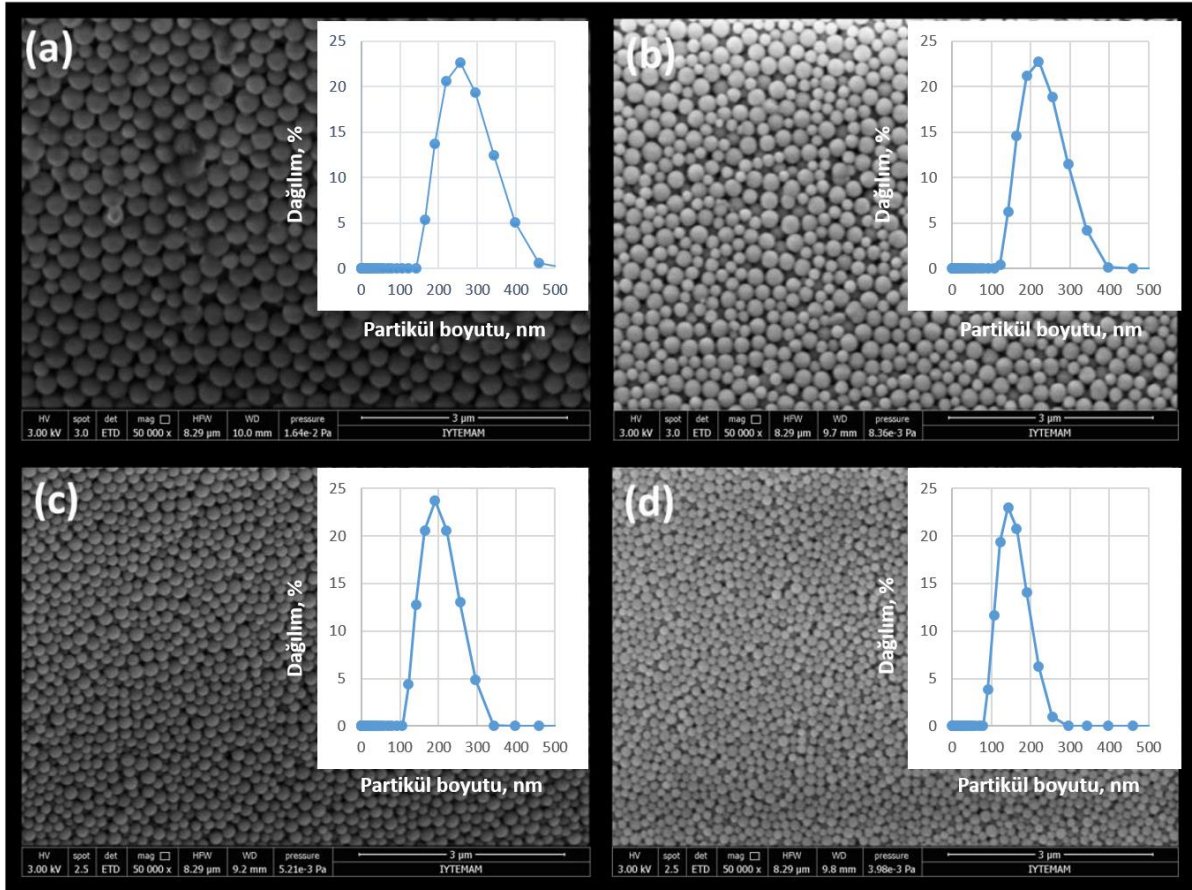 (a)
25
20
15
10
5
0
0 100 200 300 400 500
Dağılım, %
Partikül boyutu, nm
HV spot det mag HFW WD pressure 3 µm
3.00 kV 3.0 ETD 50 000 x 8.29 µm 10.0 mm 1.64e-2 Pa IYTEMAM
(b)
25
20
15
10
5
0
0 100 200 300 400 500
Dağılım, %
Partikül boyutu, nm
HV spot det mag HFW WD pressure 3 µm
3.00 kV 3.0 ETD 50 000 x 8.29 µm 9.7 mm 8.36e-3 Pa IYTEMAM
(c)
25
20
15
10
5
0
0 100 200 300 400 500
Dağılım, %
Partikül boyutu, nm
HV spot det mag HFW WD pressure 3 µm
3.00 kV 2.5 ETD 50 000 x 8.29 µm 9.2 mm 5.21e-3 Pa IYTEMAM
(d)
25
20
15
10
5
0
0 100 200 300 400 500
Dağılım, %
Partikül boyutu, nm
HV spot det mag HFW WD pressure 3 µm
3.00 kV 2.5 ETD 50 000 x 8.29 µm 9.8 mm 3.98e-3 Pa IYTEMAM